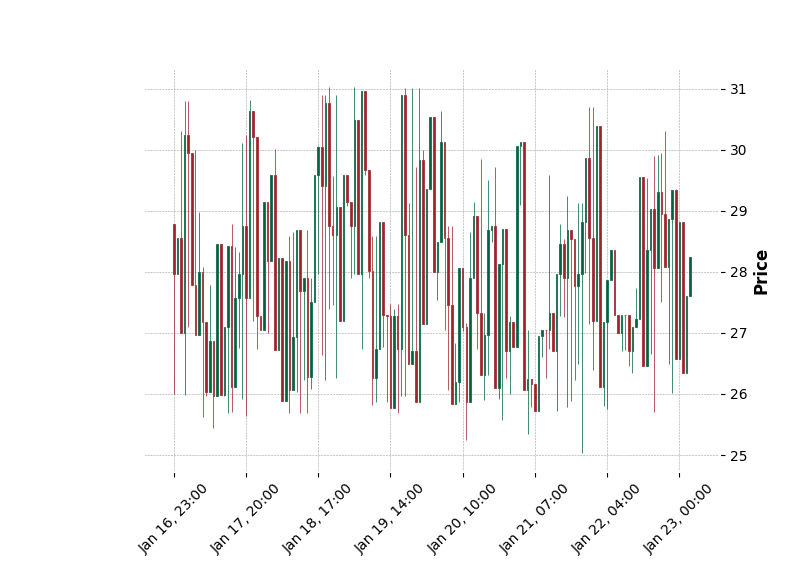 31
30
29
28
27
26
25
Price
Jan 16, 23:00
Jan 17, 20:00
Jan 18, 17:00
Jan 19, 14:00
Jan 20, 10:00
Jan 21, 07:00
Jan 22, 04:00
Jan 23, 00:00